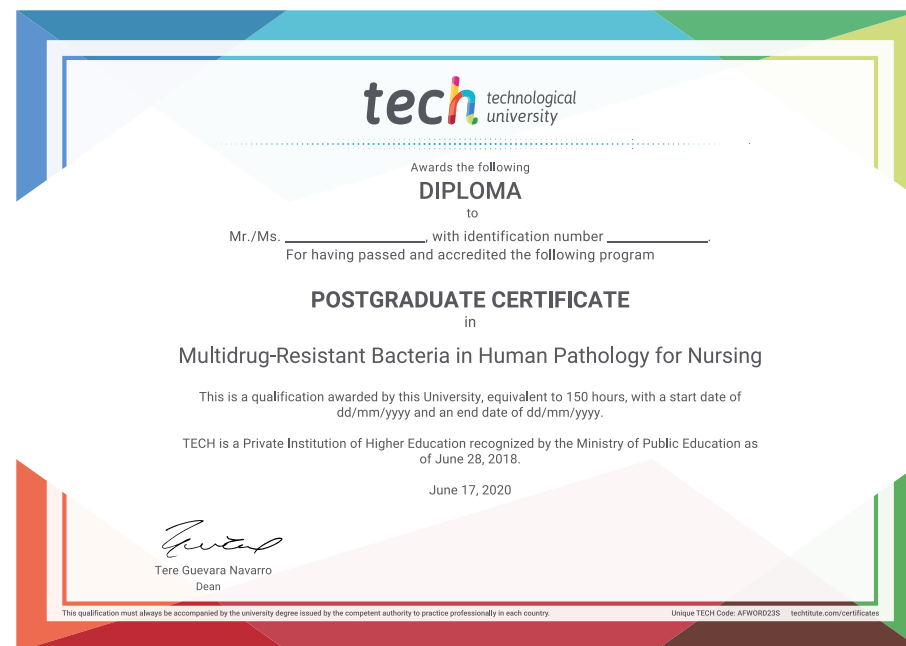 tech technological
university
Awards the following
DIPLOMA
to
Mr./Ms. ____________________, with identification number ______________.
For having passed and accredited the following program
POSTGRADUATE CERTIFICATE
in
Multidrug-Resistant Bacteria in Human Pathology for Nursing
This is a qualification awarded by this University, equivalent to 150 hours, with a start date of
dd/mm/yyyy and an end date of dd/mm/yyyy.
TECH is a Private Institution of Higher Education recognized by the Ministry of Public Education as
of June 28, 2018.
June 17, 2020
Tere Guevara Navarro
Dean
This qualification must always be accompanied by the university degree issued by the competent authority to practice professionally in each country. Unique TECH Code: AFWORD23S techtitute.com/certificates